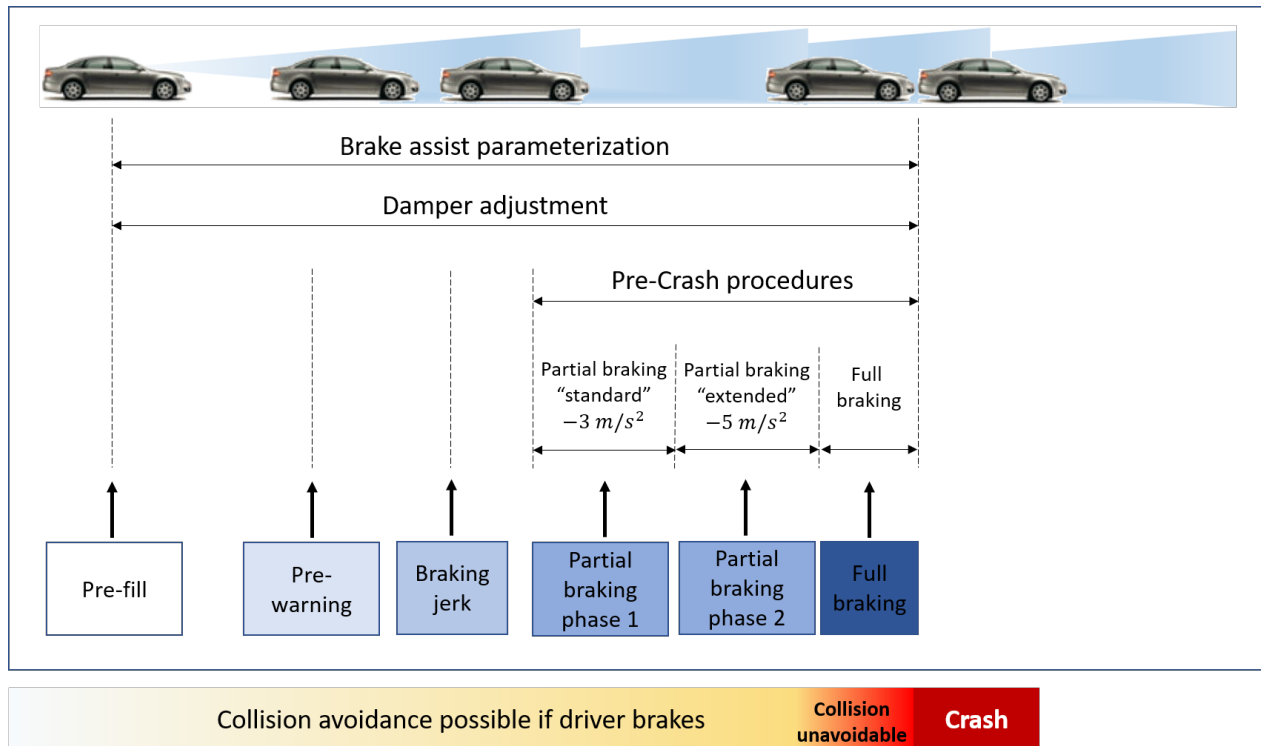 Brake assist parameterization
Damper adjustment
Pre-Crash procedures
Partial braking
“standard”
−3 m/s²
Partial braking
“extended”
−5 m/s²
Full
braking
Pre-fill
Pre-
warning
Braking
jerk
Partial
braking
phase 1
Partial
braking
phase 2
Full
braking
Collision avoidance possible if driver brakes
Collision
unavoidable
Crash